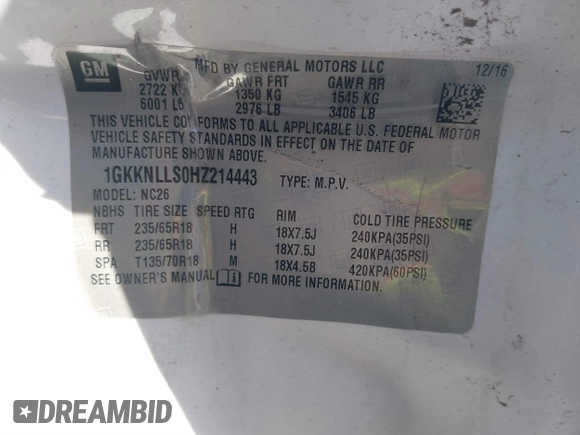 GM
MFD BY GENERAL MOTORS LLC
12/16
GVWR GAWR FRT GAWR RR
2722 K 1350 KG 1545 KG
6001 LB 2976 LB 3406 LB
THIS VEHICLE CONFORMS TO ALL APPLICABLE U.S. FEDERAL MOTOR
VEHICLE SAFETY STANDARDS IN EFFECT ON THE DATE OF
MANUFACTURE SHOWN ABOVE.
1GKKNLLS0HZ214443 TYPE: M.P.V.
MODEL: NC26
NBHS TIRE SIZE SPEED RTG RIM COLD TIRE PRESSURE
FRT 235/65R18 H 18X7.5J 240KPA(35PSI)
RR 235/65R18 H 18X7.5J 240KPA(35PSI)
SPA T135/70R18 M 18X4.5B 420KPA(60PSI)
SEE OWNER'S MANUAL FOR MORE INFORMATION.
DREAMBID